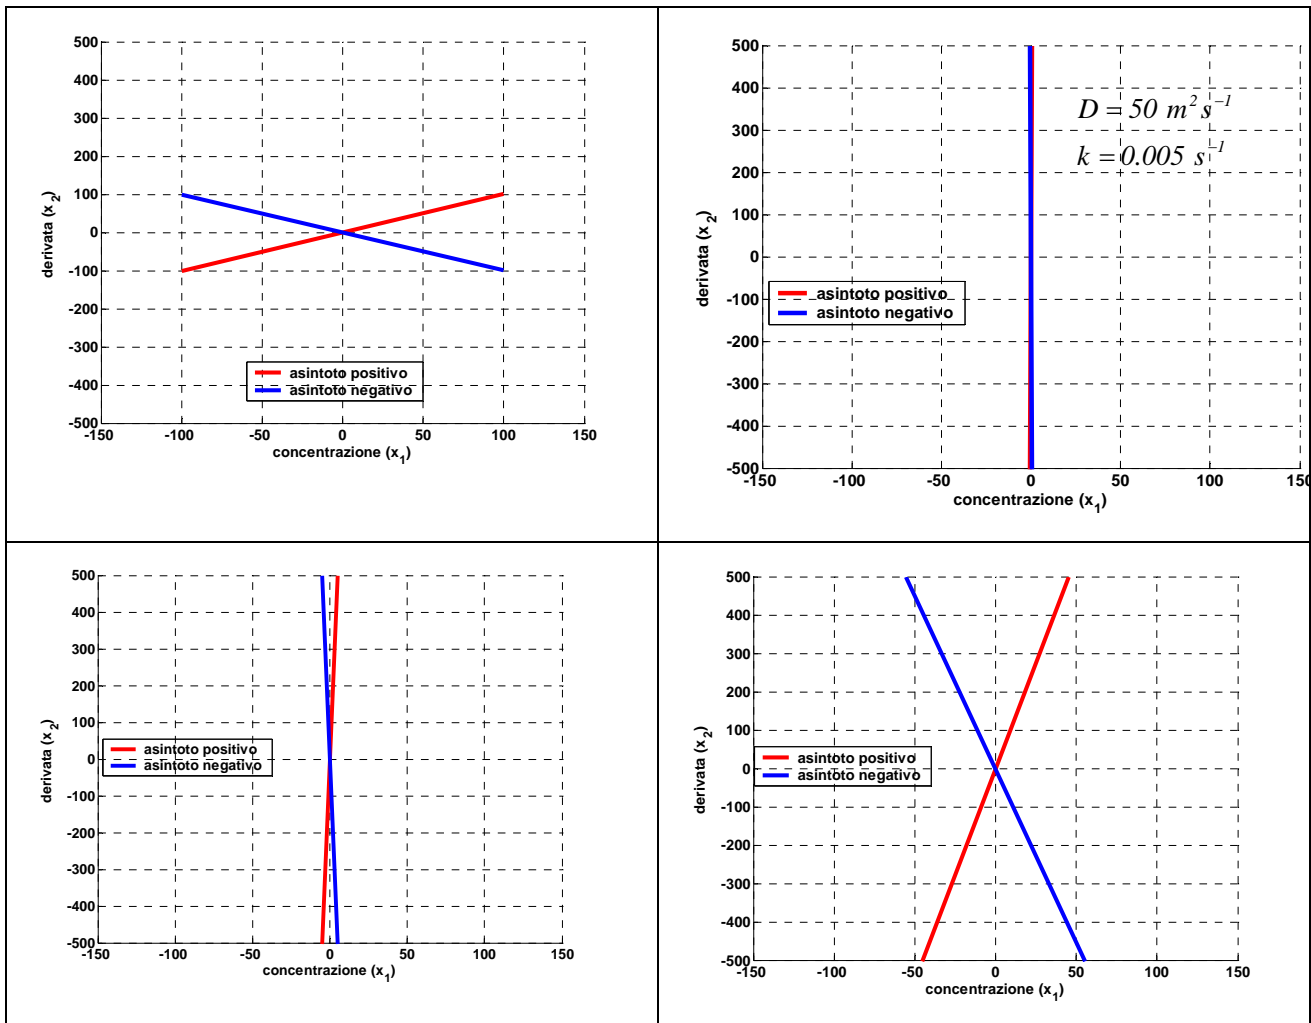 500
400
300
200
100
0
-100
-200
-300
-400
-500
derivata (x2)
asintoto positivo
asintoto negativo
-150 -100 -50 0 50 100 150
concentrazione (x1)
500
400
300
200
100
0
-100
-200
-300
-400
-500
derivata (x2)
D = 50 m² s⁻¹
k = 0.005 s⁻¹
asintoto positivo
asintoto negativo
-150 -100 -50 0 50 100 150
concentrazione (x1)
500
400
300
200
100
0
-100
-200
-300
-400
-500
derivata (x2)
asintoto positivo
asintoto negativo
-150 -100 -50 0 50 100 150
concentrazione (x1)
500
400
300
200
100
0
-100
-200
-300
-400
-500
derivata (x2)
asintoto positivo
asintoto negativo
-150 -100 -50 0 50 100 150
concentrazione (x1)